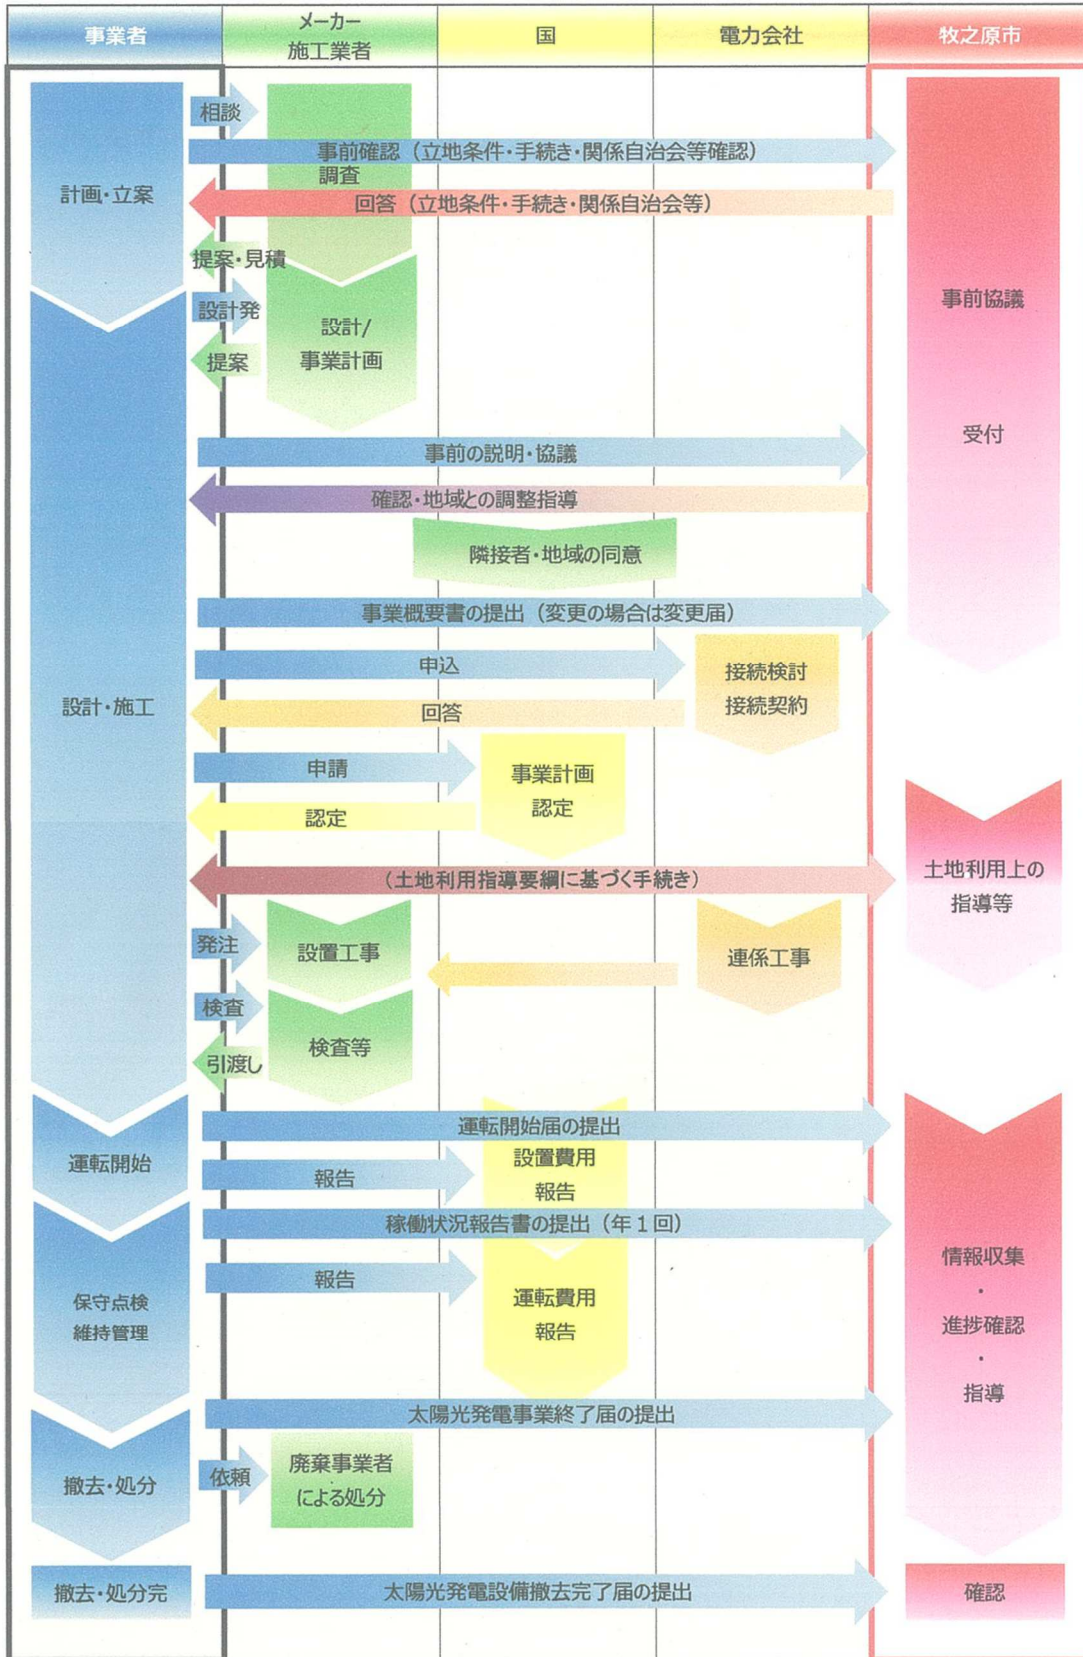 事業者
メーカー
施工業者
国
電力会社
牧之原市
相談
事前確認（立地条件・手続き・関係自治会等確認）
調査
計画・立案
回答（立地条件・手続き・関係自治会等）
提案・見積
設計発
事前協議
設計/
事業計画
提案
受付
事前の説明・協議
確認・地域との調整指導
隣接者・地域の同意
事業概要書の提出（変更の場合は変更届）
申込
接続検討
接続契約
設計・施工
回答
申請
事業計画
認定
認定
(土地利用指導要綱に基づく手続き)
土地利用上の
指導等
発注
設置工事
連係工事
検査
検査等
引渡し
運転開始届の提出
運転開始
設置費用
報告
報告
稼働状況報告書の提出（年１回）
情報収集
・
進捗確認
・
指導
報告
運転費用
報告
保守点検
維持管理
太陽光発電事業終了届の提出
撤去・処分
依頼
廃棄事業者
による処分
撤去・処分完
太陽光発電設備撤去完了届の提出
確認